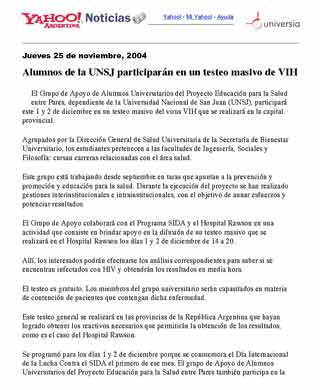 YAHOO! Noticias
ARGENTINA
Yahoo! - Mi Yahoo! - Ayuda
universia
Jueves 25 de noviembre, 2004
Alumnos de la UNSJ participarán en un testeo masivo de VIH
El Grupo de Apoyo de Alumnos Universitarios del Proyecto Educación para la Salud
entre Pares, dependiente de la Universidad Nacional de San Juan (UNSJ), participará
este 1 y 2 de diciembre en un testeo masivo del virus VIH que se realizará en la capital
provincial.
Agrupados por la Dirección General de Salud Universitaria de la Secretaría de Bienestar
Universitario, los estudiantes pertenecen a las facultades de Ingeniería, Sociales y
Filosofía: cursan carreras relacionadas con el área salud.
Este grupo está trabajando desde septiembre en taras que apuntan a la prevención y
promoción y educación para la salud. Durante la ejecución del proyecto se han realizado
gestiones interinstitucionales e intrainstitucionales, con el objetivo de aunar esfuerzos y
potenciar resultados.
El Grupo de Apoyo colaborará con el Programa SIDA y el Hospital Rawson en una
actividad que consiste en brindar apoyo en la difusión de un testeo masivo que se
realizará en el Hospital Rawson los días 1 y 2 de diciembre de 14 a 20.
Allí, los interesados podrán efectuarse los análisis correspondientes para saber si se
encuentran infectados con HIV y obtendrán los resultados en media hora.
El testeo es gratuito. Los miembros del grupo universitario serán capacitados en materia
de contención de pacientes que contengan dicha enfermedad.
Este testeo general se realizará en las provincias de la República Argentina que hayan
logrado obtener los reactivos necesarios que permitirán la obtención de los resultados,
como es el caso del Hospital Rawson.
Se programó para los días 1 y 2 de diciembre porque se conmemora el Día Internacional
de la Lucha Contra el SIDA el primero de ese mes. El grupo de Apoyo de Alumnos
Universitarios del Proyecto Educación para la Salud entre Pares también participa en la